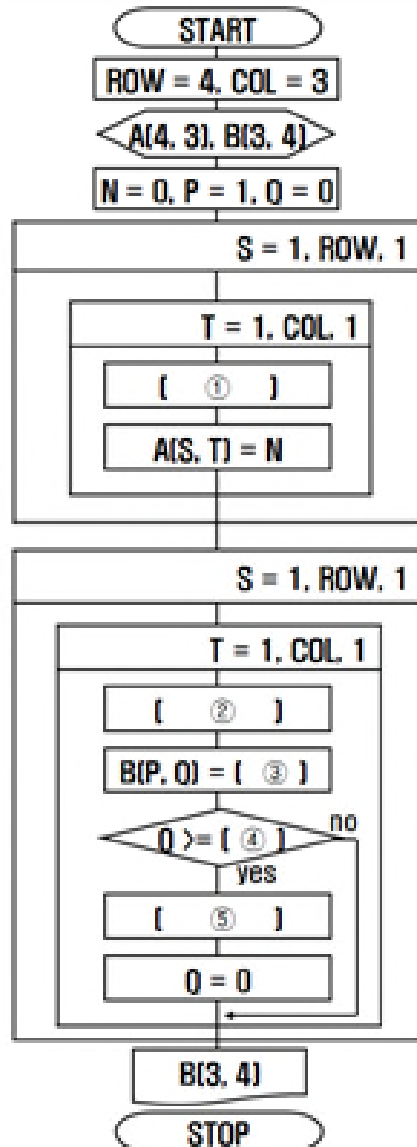 START
ROW = 4, COL = 3
A(4, 3), B(3, 4)
N = 0, P = 1, Q = 0
S = 1, ROW, 1
T = 1, COL, 1
( ① )
A(S, T) = N
S = 1, ROW, 1
T = 1, COL, 1
( ② )
B(P, Q) = ( ③ )
Q >= ( ④ )
no
yes
( ⑤ )
Q = 0
B(3, 4)
STOP